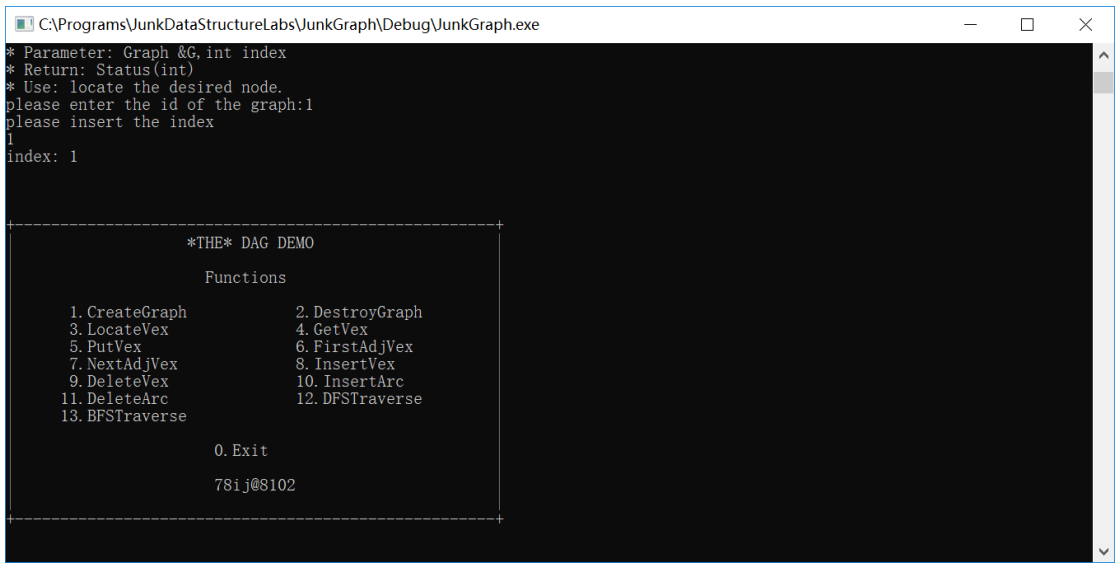 C:\Programs\JunkDataStructureLabs\JunkGraph\Debug\JunkGraph.exe
* Parameter: Graph &G,int index
* Return: Status(int)
* Use: locate the desired node.
please enter the id of the graph:1
please insert the index
1
index: 1
+-----------------------------------------------------+
*THE* DAG DEMO
Functions
1.CreateGraph 2.DestroyGraph
3.LocateVex 4.GetVex
5.PutVex 6.FirstAdjVex
7.NextAdjVex 8.InsertVex
9.DeleteVex 10.InsertArc
11.DeleteArc 12.DFSTraverse
13.BFSTraverse
0.Exit
78ij@8102
+-----------------------------------------------------+